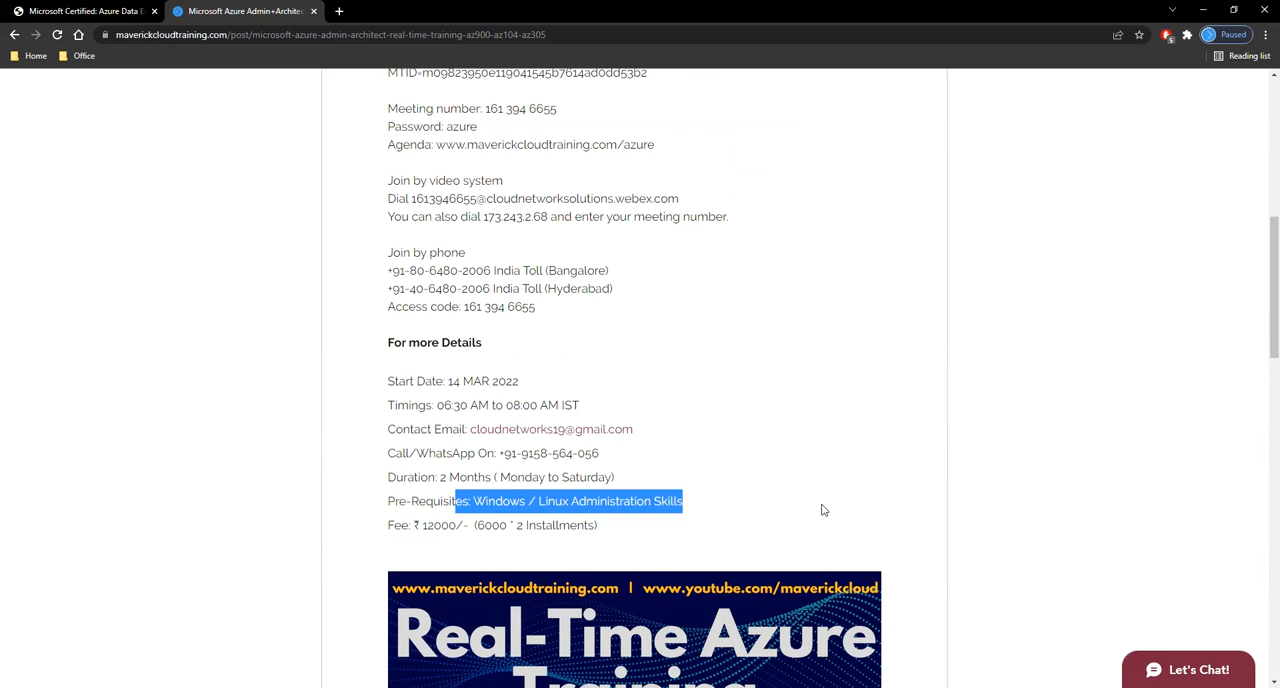 Microsoft Certified: Azure Data E
Microsoft Azure Admin+Architec
maverickcloudtraining.com/post/microsoft-azure-admin-architect-real-time-training-az900-az104-az305
Paused
Home
Office
Reading list
MTID=m09823950e119041545b7614ad0dd53b2
Meeting number: 161 394 6655
Password: azure
Agenda: www.maverickcloudtraining.com/azure
Join by video system
Dial 1613946655@cloudnetworksolutions.webex.com
You can also dial 173.243.2.68 and enter your meeting number.
Join by phone
+91-80-6480-2006 India Toll (Bangalore)
+91-40-6480-2006 India Toll (Hyderabad)
Access code: 161 394 6655
For more Details
Start Date: 14 MAR 2022
Timings: 06:30 AM to 08:00 AM IST
Contact Email: cloudnetworks19@gmail.com
Call/WhatsApp On: +91-9158-564-056
Duration: 2 Months ( Monday to Saturday)
Pre-Requisites: Windows / Linux Administration Skills
Fee: ₹ 12000/- (6000 * 2 Installments)
www.maverickcloudtraining.com | www.youtube.com/maverickcloud
Real-Time Azure
Training
Let's Chat!